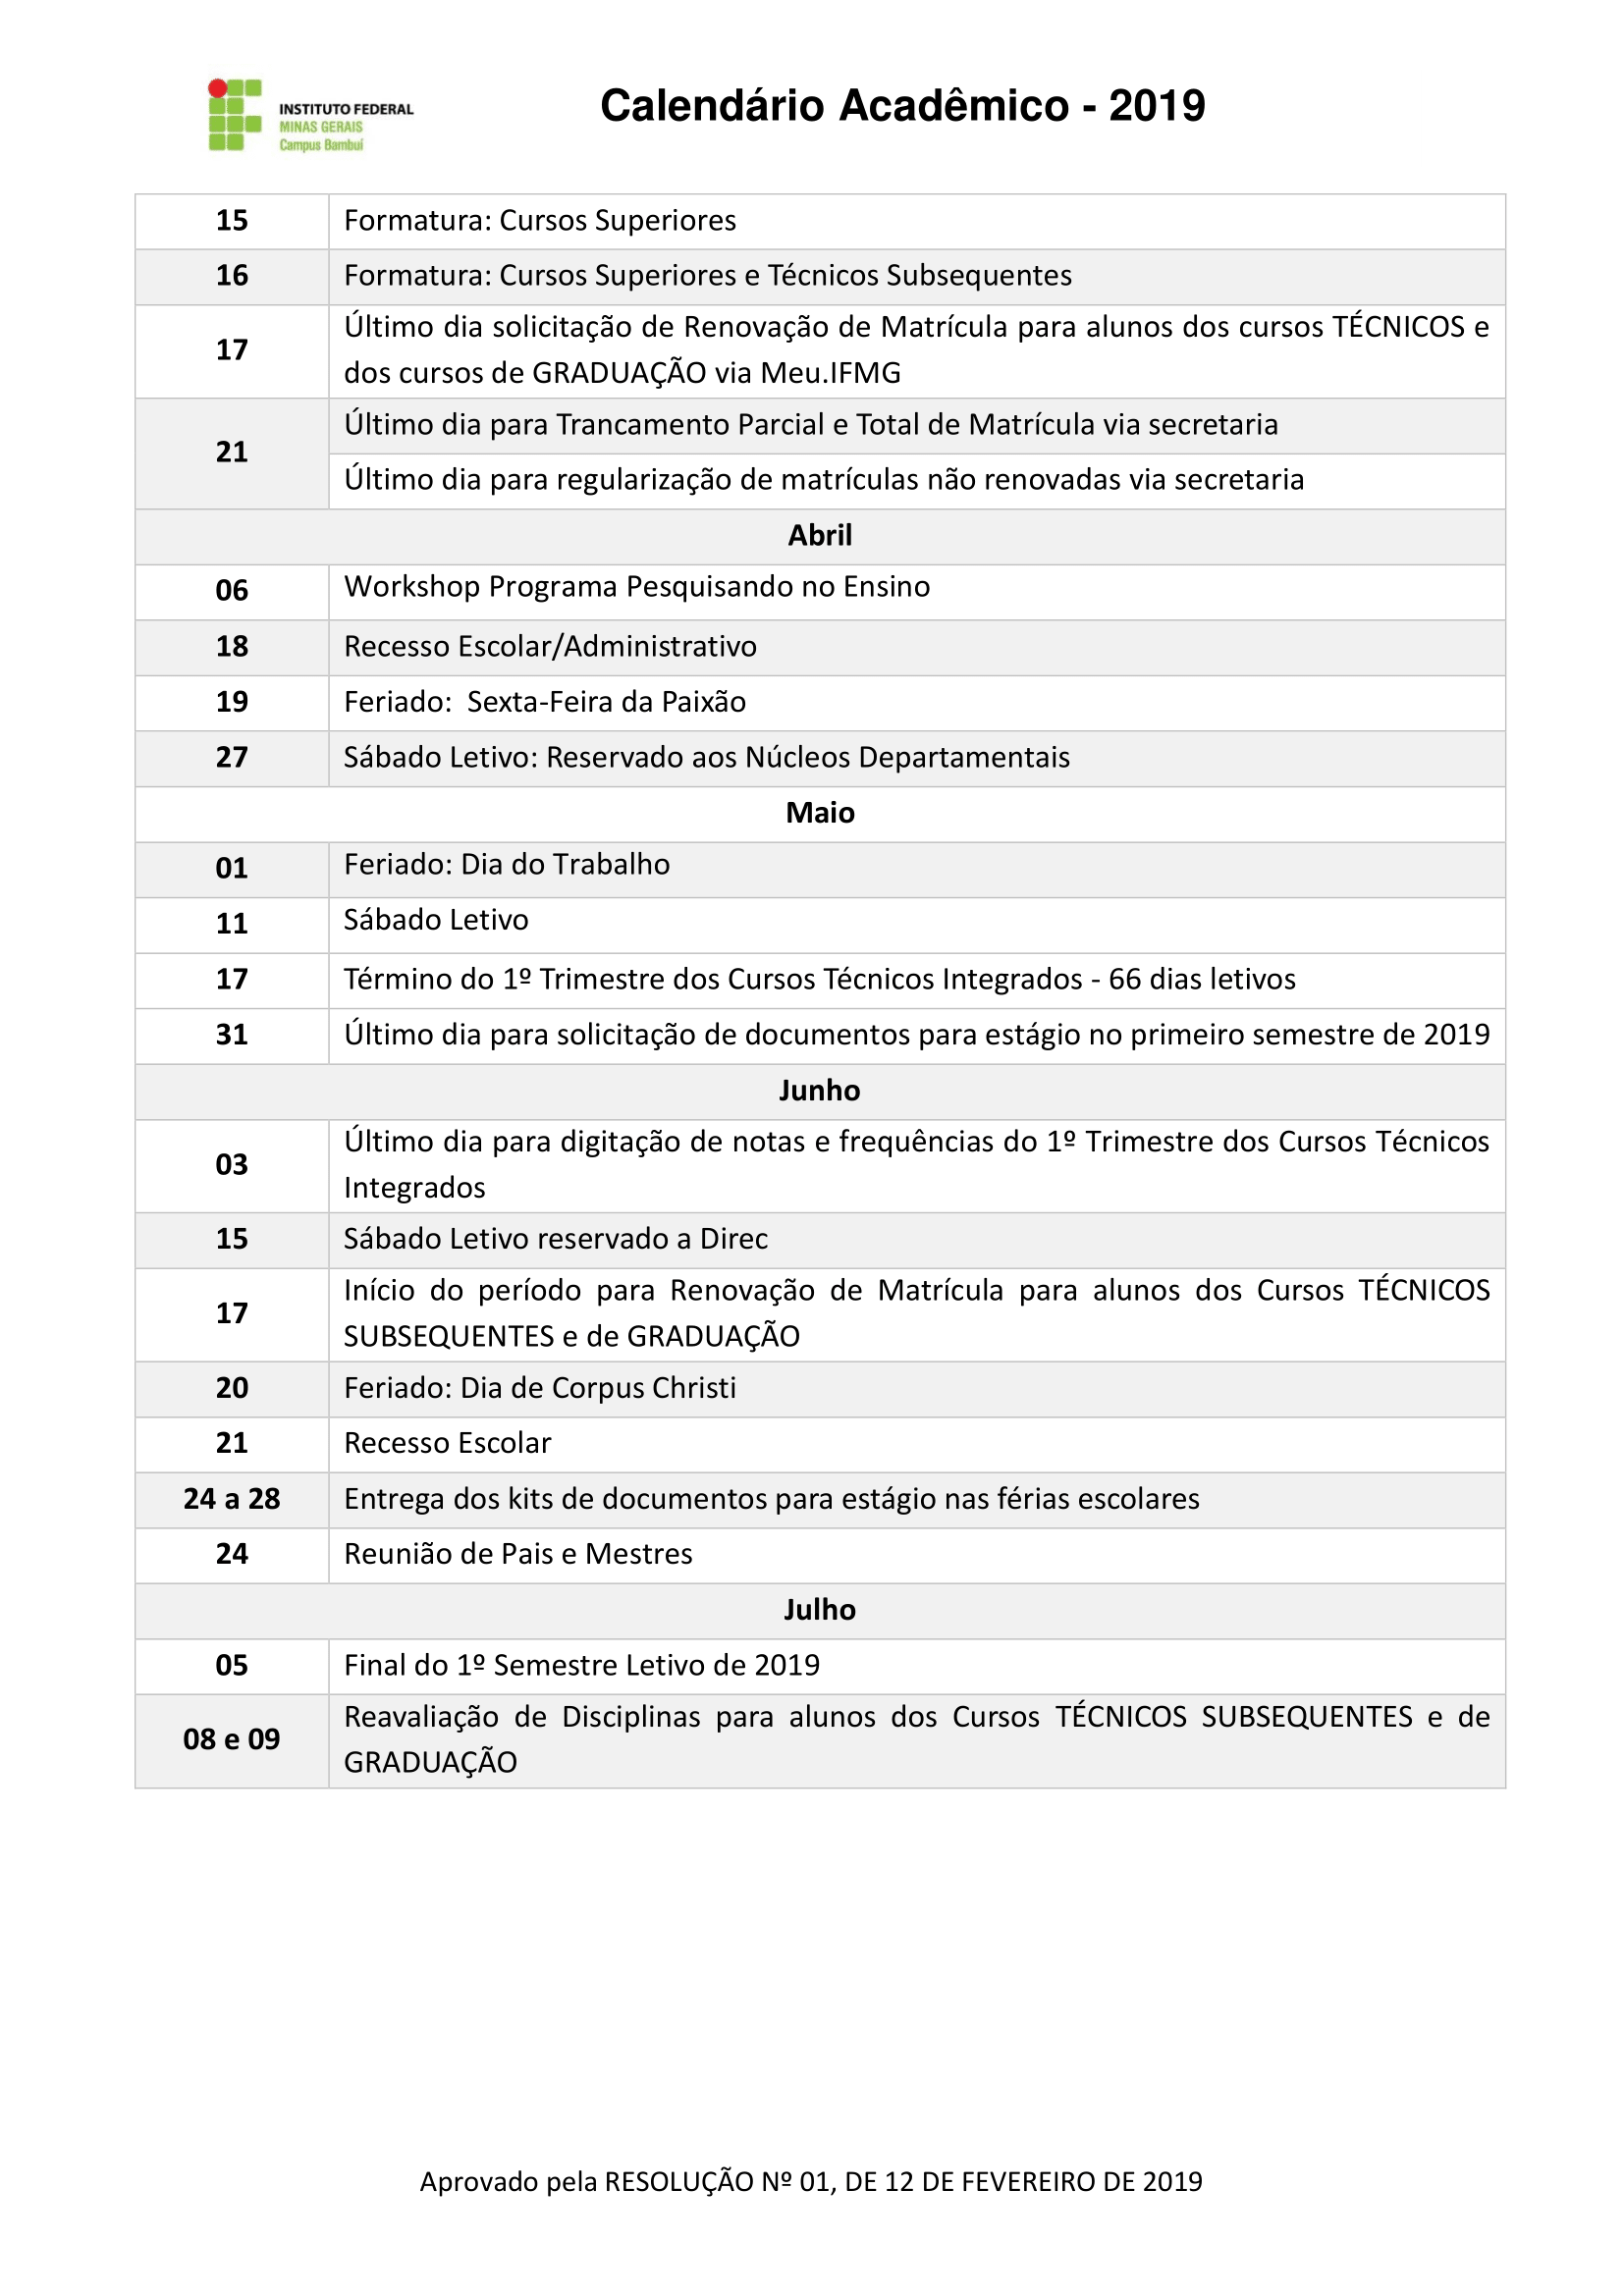 INSTITUTO FEDERAL
MINAS GERAIS
Campus Bambuí
Calendário Acadêmico - 2019
15 Formatura: Cursos Superiores
16 Formatura: Cursos Superiores e Técnicos Subsequentes
17 Último dia solicitação de Renovação de Matrícula para alunos dos cursos TÉCNICOS e
dos cursos de GRADUAÇÃO via Meu.IFMG
21 Último dia para Trancamento Parcial e Total de Matrícula via secretaria
Último dia para regularização de matrículas não renovadas via secretaria
Abril
06 Workshop Programa Pesquisando no Ensino
18 Recesso Escolar/Administrativo
19 Feriado:  Sexta-Feira da Paixão
27 Sábado Letivo: Reservado aos Núcleos Departamentais
Maio
01 Feriado: Dia do Trabalho
11 Sábado Letivo
17 Término do 1º Trimestre dos Cursos Técnicos Integrados - 66 dias letivos
31 Último dia para solicitação de documentos para estágio no primeiro semestre de 2019
Junho
03 Último dia para digitação de notas e frequências do 1º Trimestre dos Cursos Técnicos
Integrados
15 Sábado Letivo reservado a Direc
17 Início do período para Renovação de Matrícula para alunos dos Cursos TÉCNICOS
SUBSEQUENTES e de GRADUAÇÃO
20 Feriado: Dia de Corpus Christi
21 Recesso Escolar
24 a 28 Entrega dos kits de documentos para estágio nas férias escolares
24 Reunião de Pais e Mestres
Julho
05 Final do 1º Semestre Letivo de 2019
08 e 09 Reavaliação de Disciplinas para alunos dos Cursos TÉCNICOS SUBSEQUENTES e de
GRADUAÇÃO
Aprovado pela RESOLUÇÃO Nº 01, DE 12 DE FEVEREIRO DE 2019